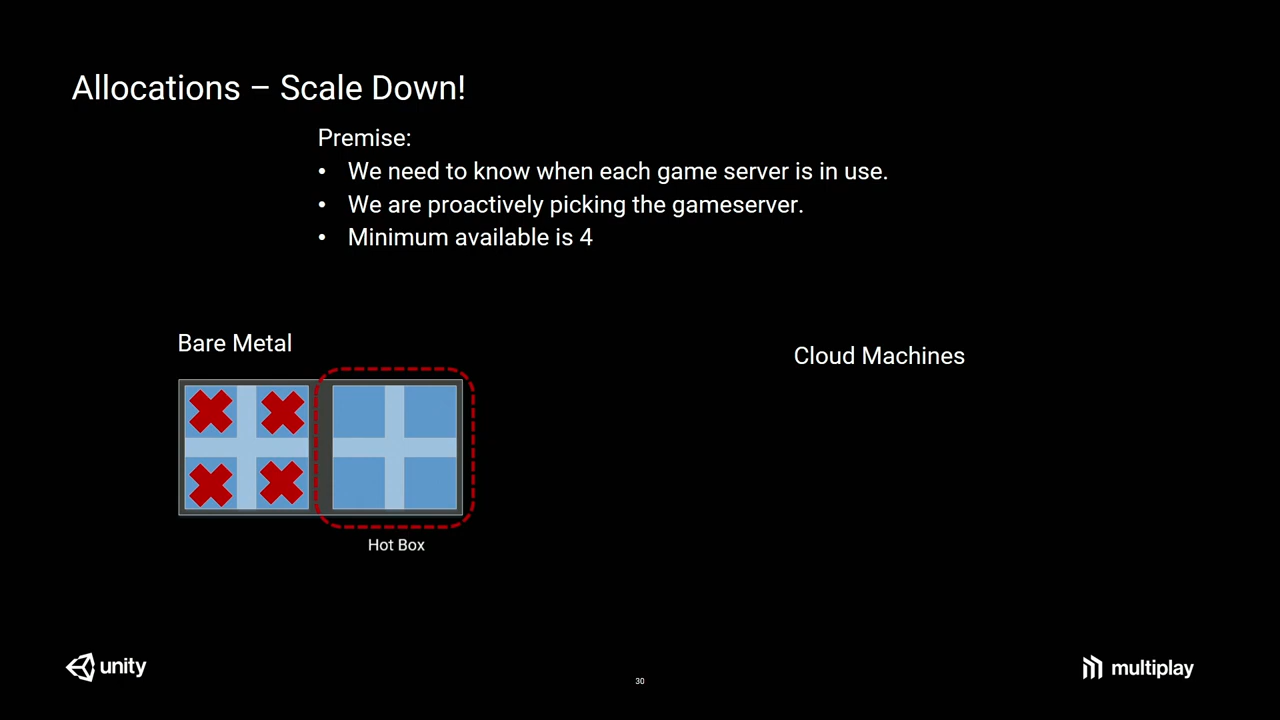 Allocations – Scale Down!
Premise:
• We need to know when each game server is in use.
• We are proactively picking the gameserver.
• Minimum available is 4
Bare Metal
Cloud Machines
Hot Box
unity
30
multiplay